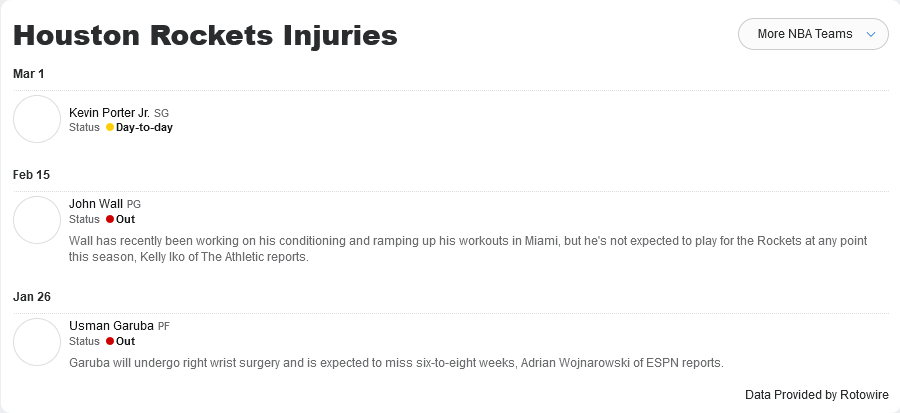 Houston Rockets Injuries
More NBA Teams
Mar 1
Kevin Porter Jr. SG
Status Day-to-day
Feb 15
John Wall PG
Status Out
Wall has recently been working on his conditioning and ramping up his workouts in Miami, but he's not expected to play for the Rockets at any point
this season, Kelly Iko of The Athletic reports.
Jan 26
Usman Garuba PF
Status Out
Garuba will undergo right wrist surgery and is expected to miss six-to-eight weeks, Adrian Wojnarowski of ESPN reports.
Data Provided by Rotowire